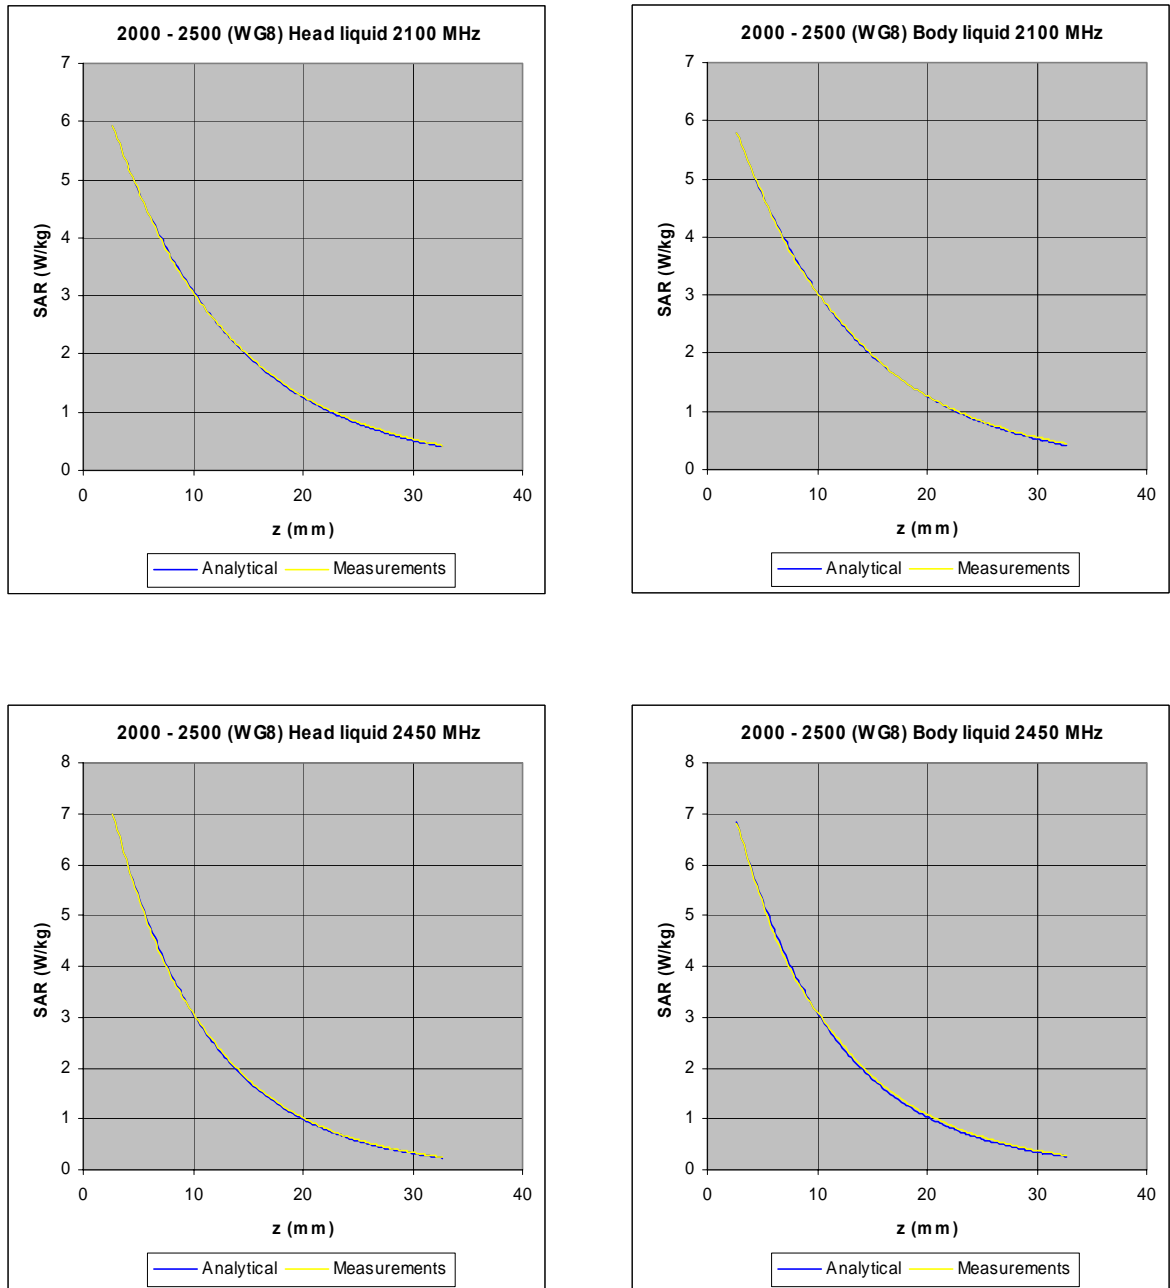 2000 - 2500 (WG8) Head liquid 2100 MHz
7
6
5
4
3
2
1
0
SAR (W/kg)
0 10 20 30 40
z (mm)
Analytical Measurements
2000 - 2500 (WG8) Body liquid 2100 MHz
7
6
5
4
3
2
1
0
SAR (W/kg)
0 10 20 30 40
z (mm)
Analytical Measurements
2000 - 2500 (WG8) Head liquid 2450 MHz
8
7
6
5
4
3
2
1
0
SAR (W/kg)
0 10 20 30 40
z (mm)
Analytical Measurements
2000 - 2500 (WG8) Body liquid 2450 MHz
8
7
6
5
4
3
2
1
0
SAR (W/kg)
0 10 20 30 40
z (mm)
Analytical Measurements